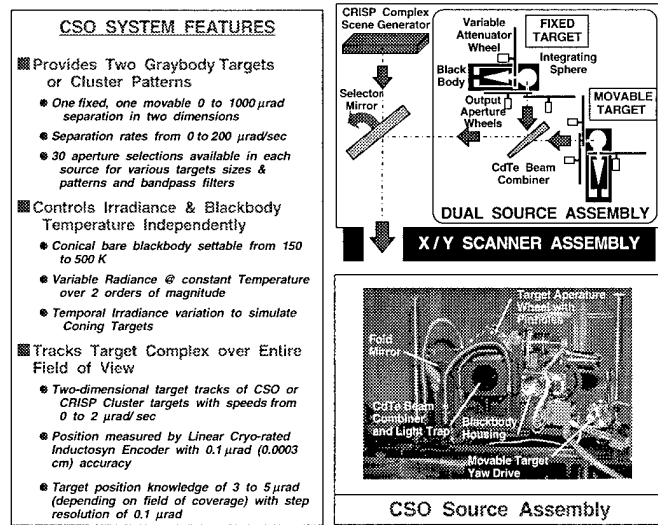 CSO SYSTEM FEATURES
Provides Two Graybody Targets
or Cluster Patterns
One fixed, one movable 0 to 1000 μrad
separation in two dimensions
Separation rates from 0 to 200 μrad/sec
30 aperture selections available in each
source for various targets sizes &
patterns and bandpass filters
Controls Irradiance & Blackbody
Temperature Independently
Conical bare blackbody settable from 150
to 500 K
Variable Radiance @ constant Temperature
over 2 orders of magnitude
Temporal Irradiance variation to simulate
Coning Targets
Tracks Target Complex over Entire
Field of View
Two-dimensional target tracks of CSO or
CRISP Cluster targets with speeds from
0 to 2 μrad/ sec
Position measured by Linear Cryo-rated
Inductosyn Encoder with 0.1 μrad (0.0003
cm) accuracy
Target position knowledge of 3 to 5 μrad
(depending on field of coverage) with step
resolution of 0.1 μrad
CRISP Complex
Scene Generator
Variable
Attenuator
Wheel
FIXED
TARGET
Integrating
Sphere
Black
Body
Selector
Mirror
Output
Aperture
Wheels
MOVABLE
TARGET
CdTe Beam
Combiner
DUAL SOURCE ASSEMBLY
X / Y SCANNER ASSEMBLY
Target Aperature
Wheel with
Pinholes
Fold
Mirror
CdTe Beam
Combiner
and Light Trap
Blackbody
Housing
Movable Target
Yaw Drive
CSO Source Assembly